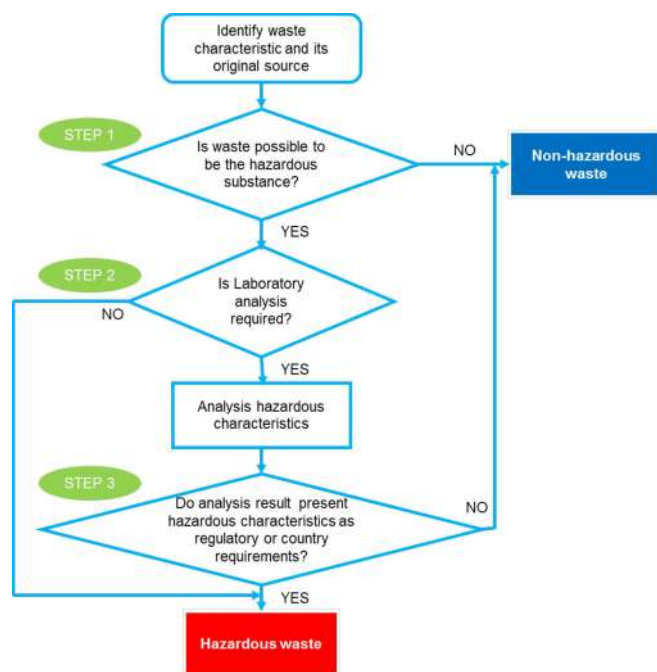 Identify waste
characteristic and its
original source
STEP 1
Is waste possible to
be the hazardous
substance?
NO
Non-hazardous
waste
YES
STEP 2
Is Laboratory
analysis
required?
NO
YES
Analysis hazardous
characteristics
STEP 3
Do analysis result present
hazardous characteristics as
regulatory or country
requirements?
NO
YES
Hazardous waste